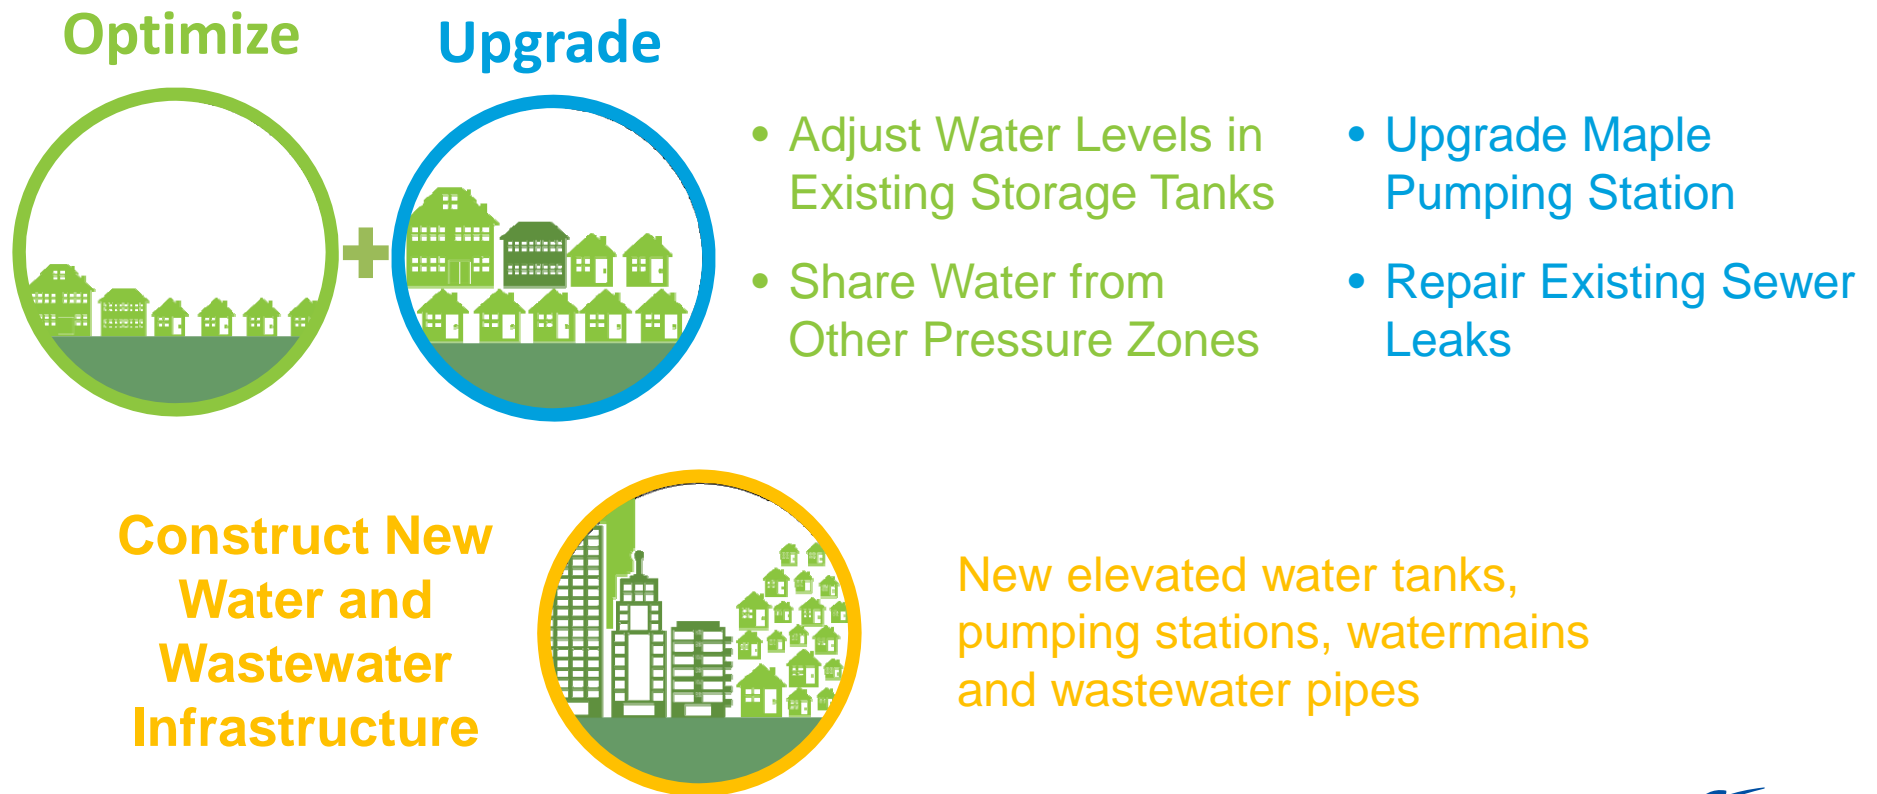 Optimize
Upgrade
• Adjust Water Levels in
Existing Storage Tanks
• Share Water from
Other Pressure Zones
• Upgrade Maple
Pumping Station
• Repair Existing Sewer
Leaks
Construct New
Water and
Wastewater
Infrastructure
New elevated water tanks,
pumping stations, watermains
and wastewater pipes